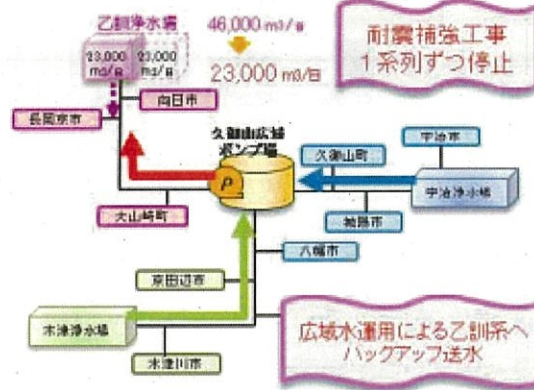 乙訓浄水場
46,000 m3/日
23,000 m3/日
23,000
m3/日
23,000
m3/日
耐震補強工事
1系列ずつ停止
向日市
長岡京市
久御山広域
ポンプ場
久御山町
宇治市
P
大山崎町
城陽市
宇治浄水場
八幡市
京田辺市
木津浄水場
木津川市
広域水運用による乙訓系へ
バックアップ送水